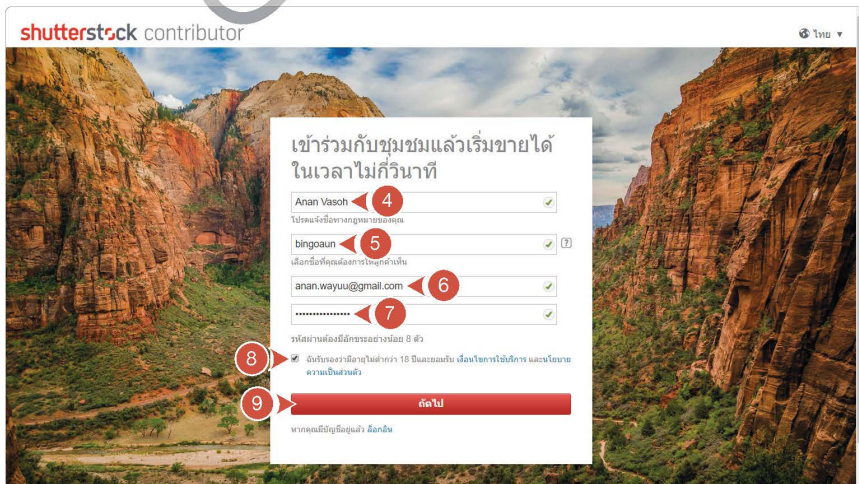 shutterstock contributor
ไทย
เข้าร่วมกับชุมชมแล้วเริ่มขายได้
ในเวลาไม่กี่วินาที
Anan Vasoh
4
โปรดแจ้งชื่อทางกฎหมายของคุณ
bingoaun
5
?
เลือกชื่อที่คุณต้องการให้ลูกค้าเห็น
anan.wayuu@gmail.com
6
7
รหัสผ่านต้องมีอักขระอย่างน้อย 8 ตัว
8
ฉันรับรองว่ามีอายุไม่ต่ำกว่า 18 ปีและยอมรับ เงื่อนไขการใช้บริการ และนโยบาย
ความเป็นส่วนตัว
9
ถัดไป
หากคุณมีบัญชีอยู่แล้ว ล็อกอิน